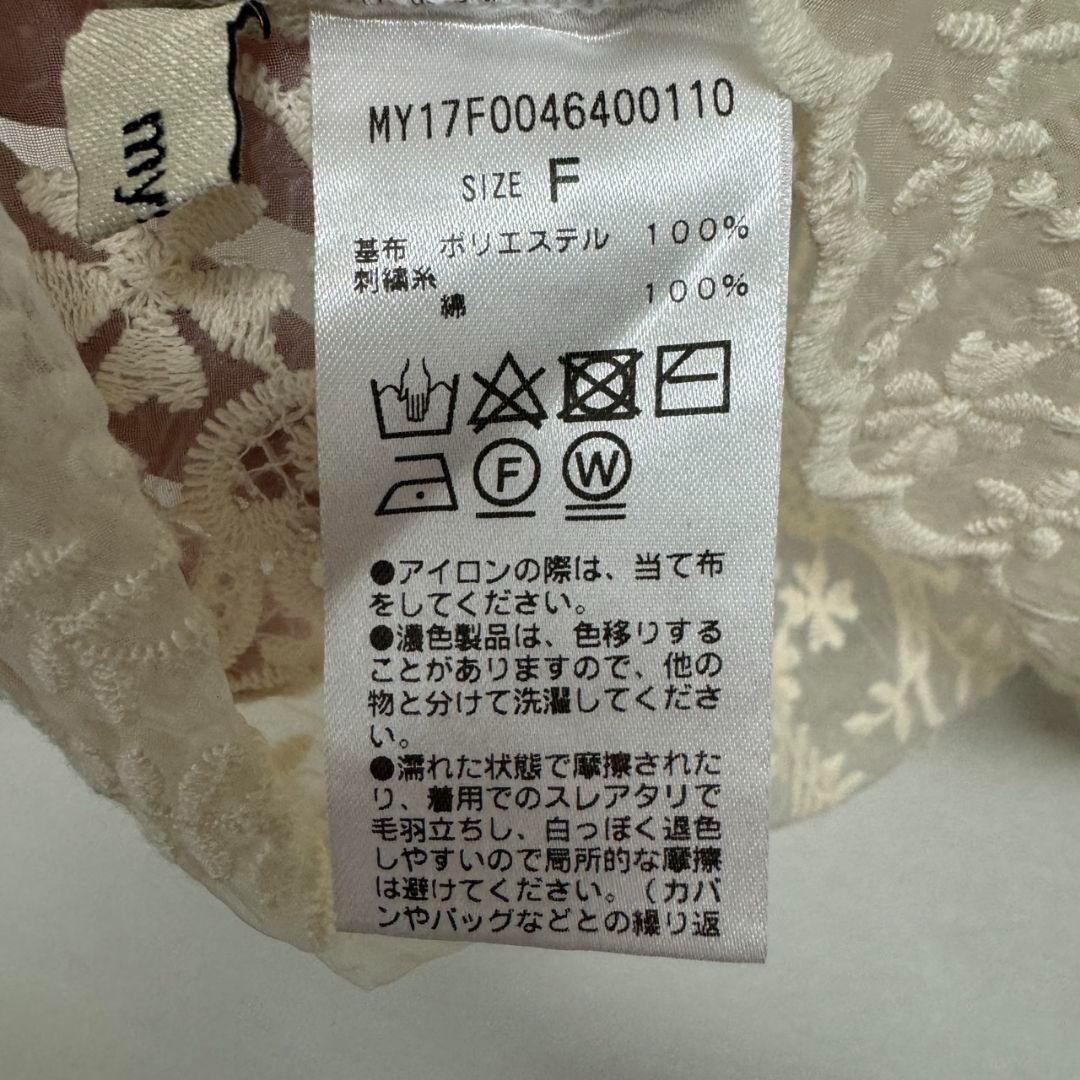 my
MY17F0046400110
SIZE F
基布 ポリエステル 100%
刺繍糸
綿 100%
F W
●アイロンの際は、当て布
をしてください。
●濃色製品は、色移りする
ことがありますので、他の
物と分けて洗濯してくださ
い。
●濡れた状態で摩擦された
り、着用でのスレアタリで
毛羽立ちし、白っぽく退色
しやすいので局所的な摩擦
は避けてください。（カバ
ンやバッグなどとの繰り返